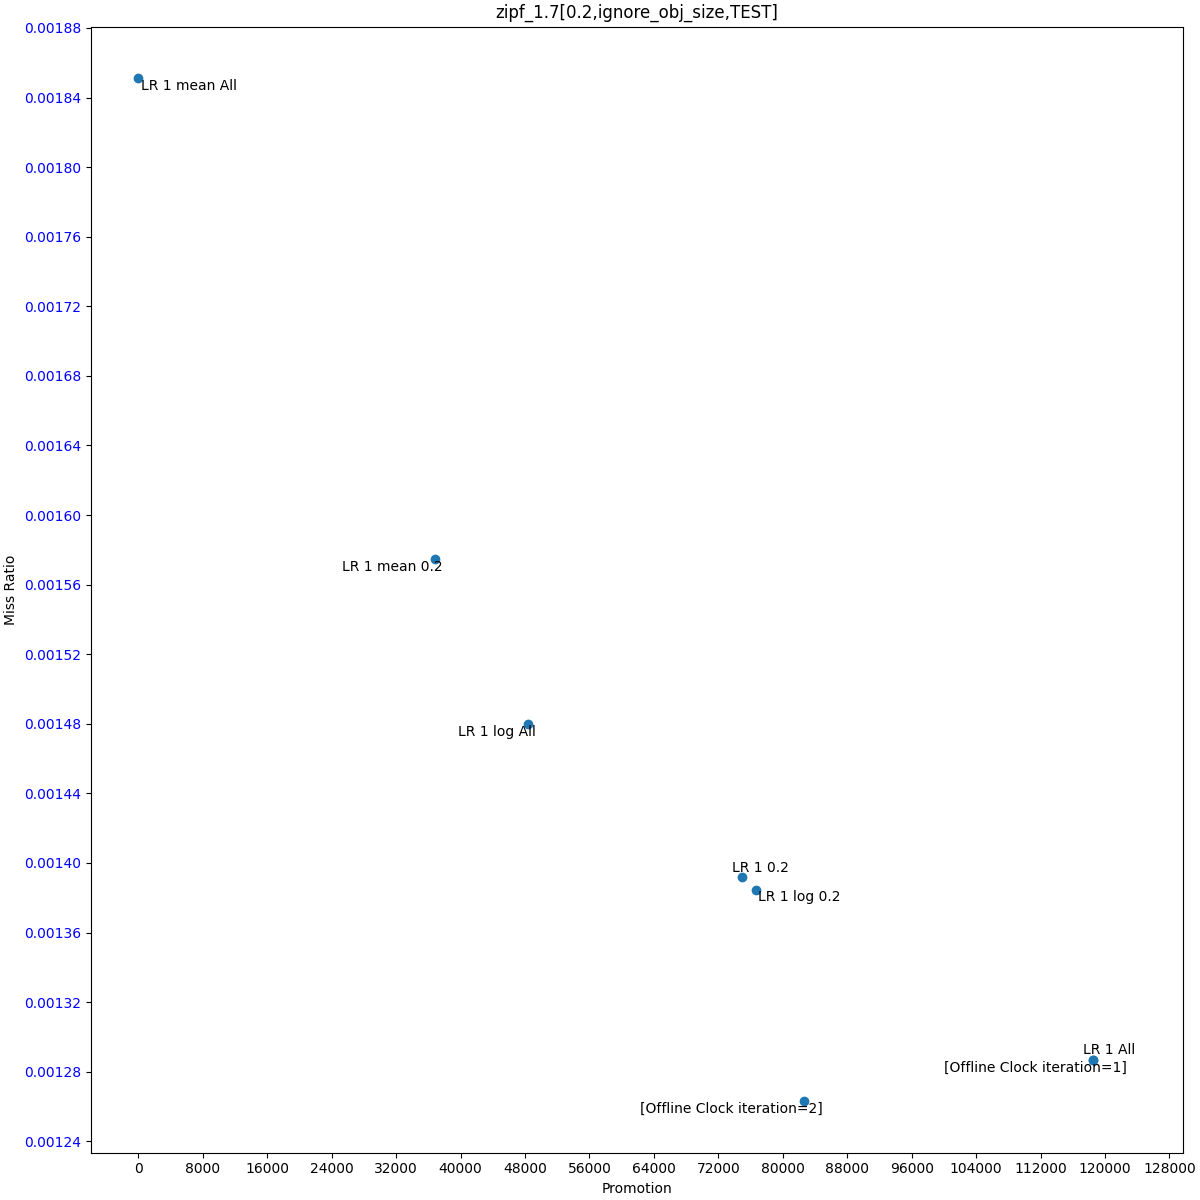 zipf_1.7[0.2,ignore_obj_size,TEST]
0.00188
0.00184
0.00180
0.00176
0.00172
0.00168
0.00164
0.00160
0.00156
0.00152
0.00148
0.00144
0.00140
0.00136
0.00132
0.00128
0.00124
Miss Ratio
LR 1 mean All
LR 1 mean 0.2
LR 1 log All
LR 1 0.2
LR 1 log 0.2
LR 1 All
[Offline Clock iteration=1]
[Offline Clock iteration=2]
0 8000 16000 24000 32000 40000 48000 56000 64000 72000 80000 88000 96000 104000 112000 120000 128000
Promotion